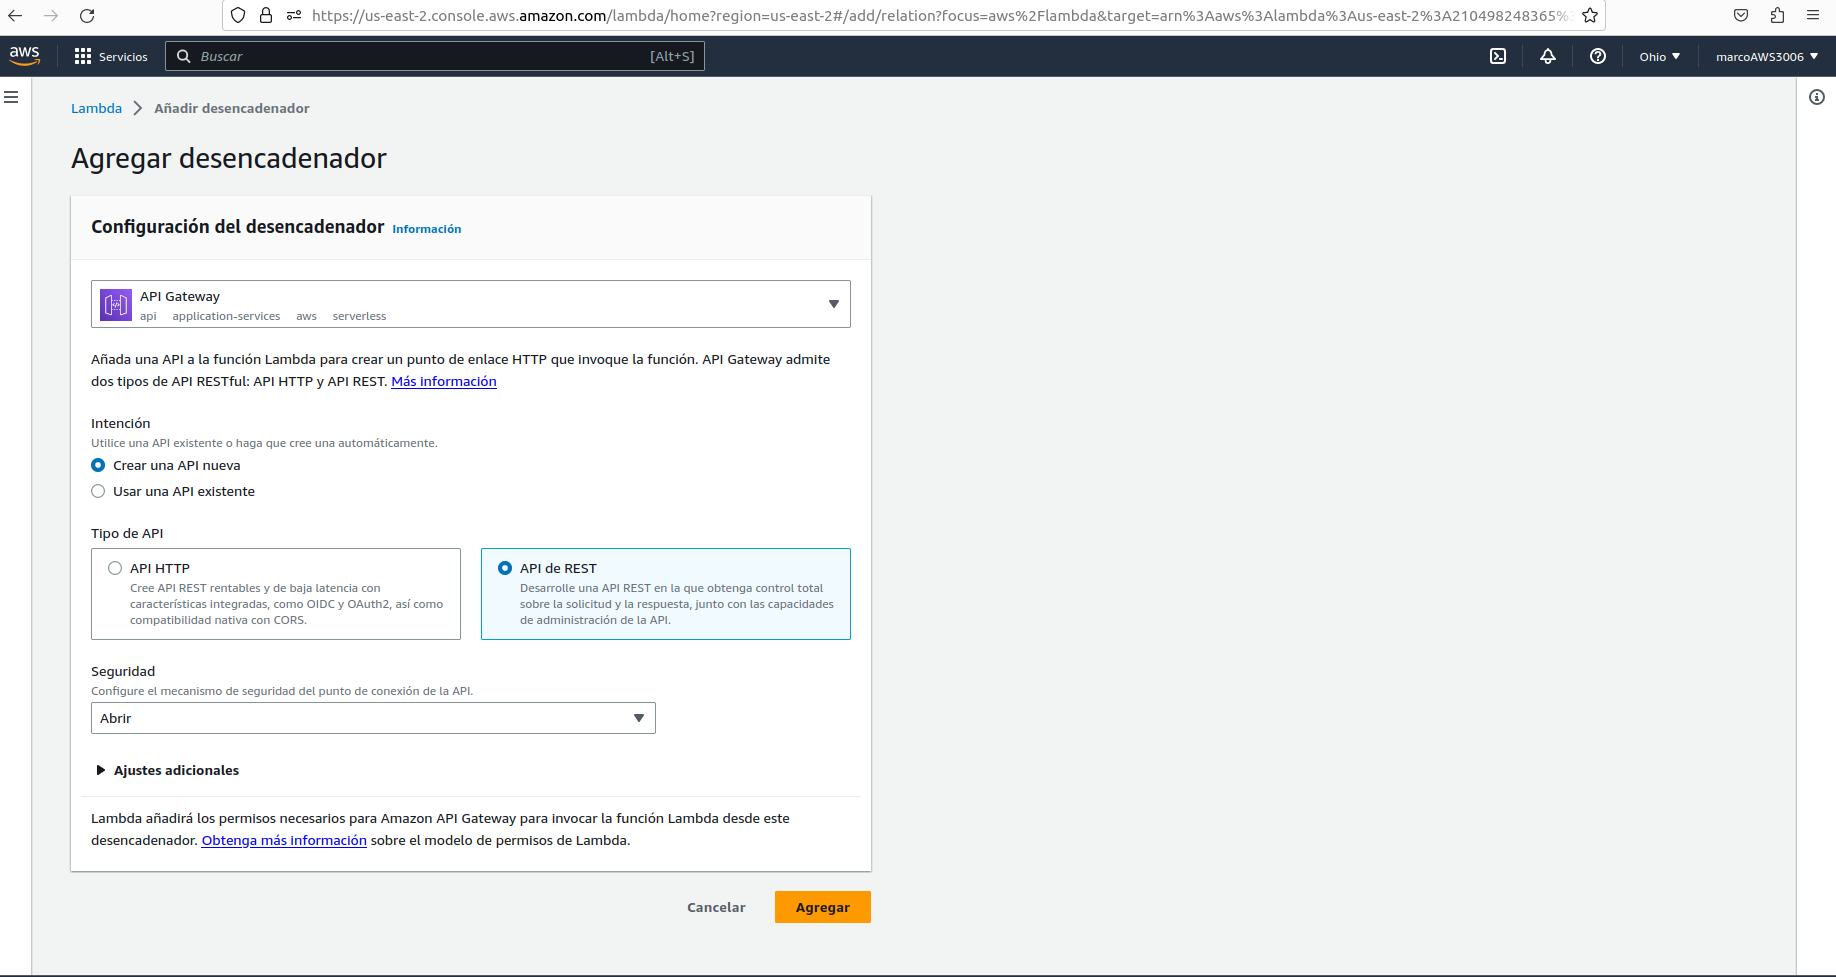 https://us-east-2.console.aws.amazon.com/lambda/home?region=us-east-2#/add/relation?focus=aws%2Flambda&target=arn%3Aaws%3Alambda%3Aus-east-2%3A210498248365%3
aws Servicios Buscar [Alt+S] Ohio marcoAWS3006
Lambda Añadir desencadenador
Agregar desencadenador
Configuración del desencadenador Información
API Gateway
api application-services aws serverless
Añada una API a la función Lambda para crear un punto de enlace HTTP que invoque la función. API Gateway admite
dos tipos de API RESTful: API HTTP y API REST. Más información
Intención
Utilice una API existente o haga que cree una automáticamente.
Crear una API nueva
Usar una API existente
Tipo de API
API HTTP
Cree API REST rentables y de baja latencia con
características integradas, como OIDC y OAuth2, así como
compatibilidad nativa con CORS.
API de REST
Desarrolle una API REST en la que obtenga control total
sobre la solicitud y la respuesta, junto con las capacidades
de administración de la API.
Seguridad
Configure el mecanismo de seguridad del punto de conexión de la API.
Abrir
Ajustes adicionales
Lambda añadirá los permisos necesarios para Amazon API Gateway para invocar la función Lambda desde este
desencadenador. Obtenga más información sobre el modelo de permisos de Lambda.
Cancelar Agregar